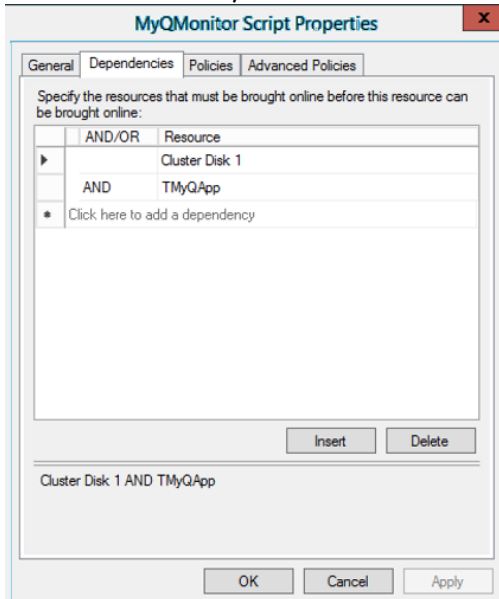 MyQMonitor Script Properties
x
General Dependencies Policies Advanced Policies
Specify the resources that must be brought online before this resource can
be brought online:
AND/OR Resource
Cluster Disk 1
AND TMyQApp
Click here to add a dependency
Insert Delete
Cluster Disk 1 AND TMyQApp
OK Cancel Apply